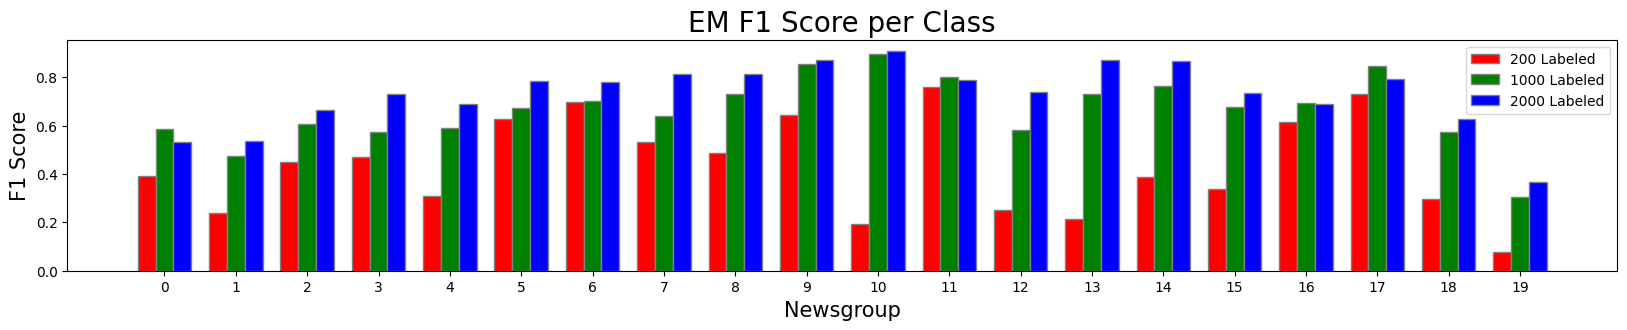 EM F1 Score per Class
F1 Score
0.8
0.6
0.4
0.2
0.0
200 Labeled
1000 Labeled
2000 Labeled
0 1 2 3 4 5 6 7 8 9 10 11 12 13 14 15 16 17 18 19
Newsgroup